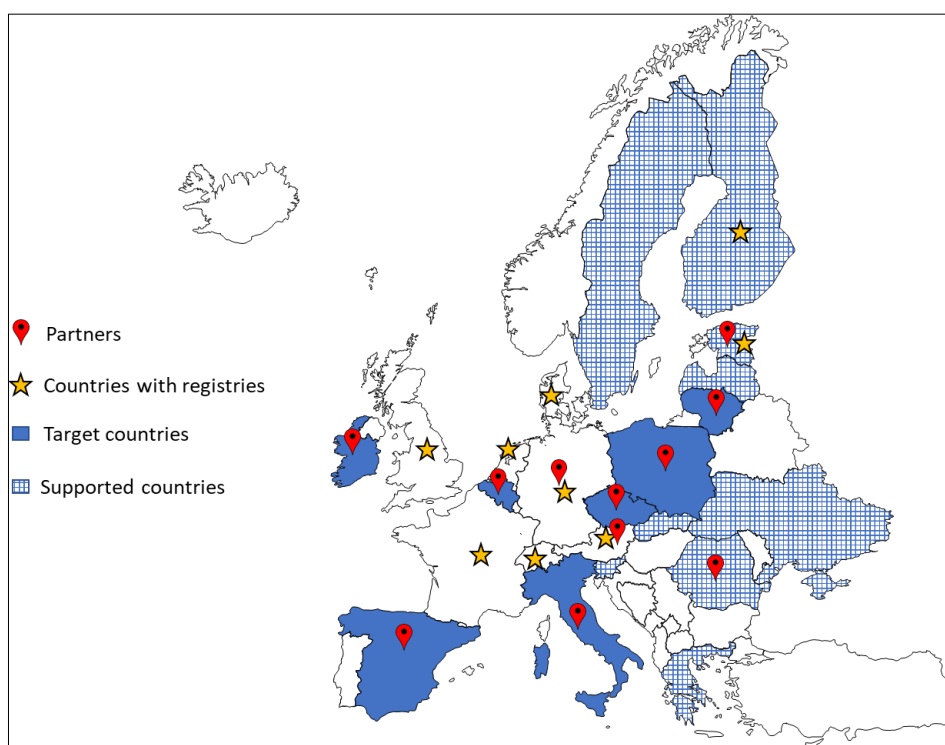 Partners
Countries with registries
Target countries
Supported countries